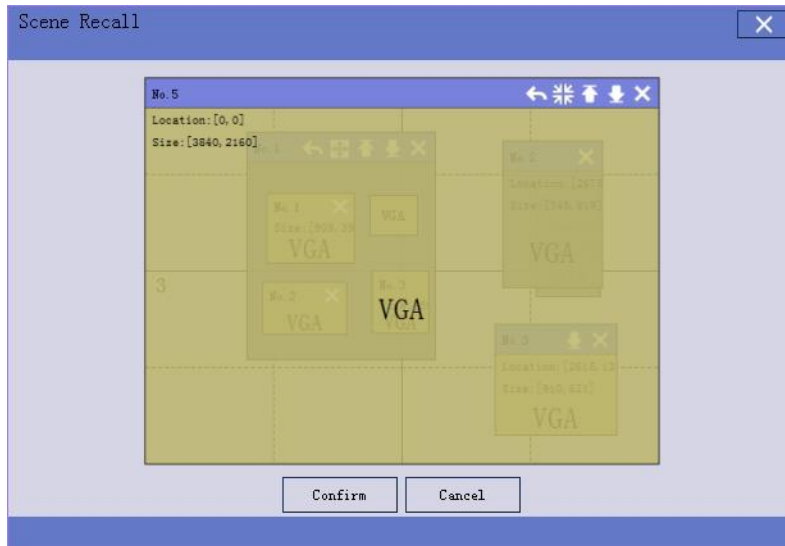 Scene Recall
No.5
Location:[0,0]
Size:[3840,2160]
No.2
VGA
No.1
VGA
VGA
3
No.2
VGA
No.3
VGA
VGA
No.3
VGA
Confirm
Cancel